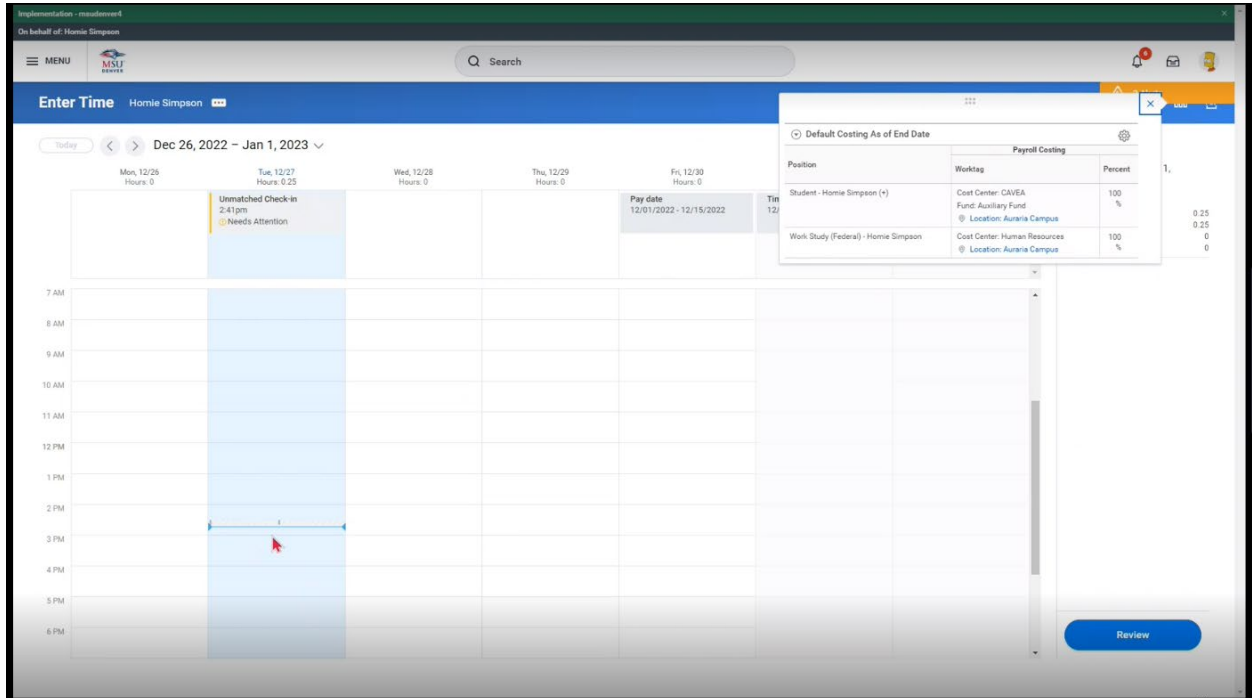 Implementation - msudenver4
On behalf of: Homie Simpson
MENU
MSU
DENVER
Search
6
Enter Time Homie Simpson
Today
Dec 26, 2022 – Jan 1, 2023
Mon, 12/26
Hours: 0
Tue, 12/27
Hours: 0.25
Wed, 12/28
Hours: 0
Thu, 12/29
Hours: 0
Fri, 12/30
Hours: 0
Unmatched Check-in
2:41pm
Needs Attention
Pay date
12/01/2022 - 12/15/2022
Tim
12/
Default Costing As of End Date
Position
Payroll Costing
Worktag
Percent
Student - Homie Simpson (+)
Cost Center: CAVEA
Fund: Auxiliary Fund
Location: Auraria Campus
100
%
Work Study (Federal) - Homie Simpson
Cost Center: Human Resources
Location: Auraria Campus
100
%
1,
0.25
0.25
0
0
7 AM
8 AM
9 AM
10 AM
11 AM
12 PM
1 PM
2 PM
3 PM
4 PM
5 PM
6 PM
Review